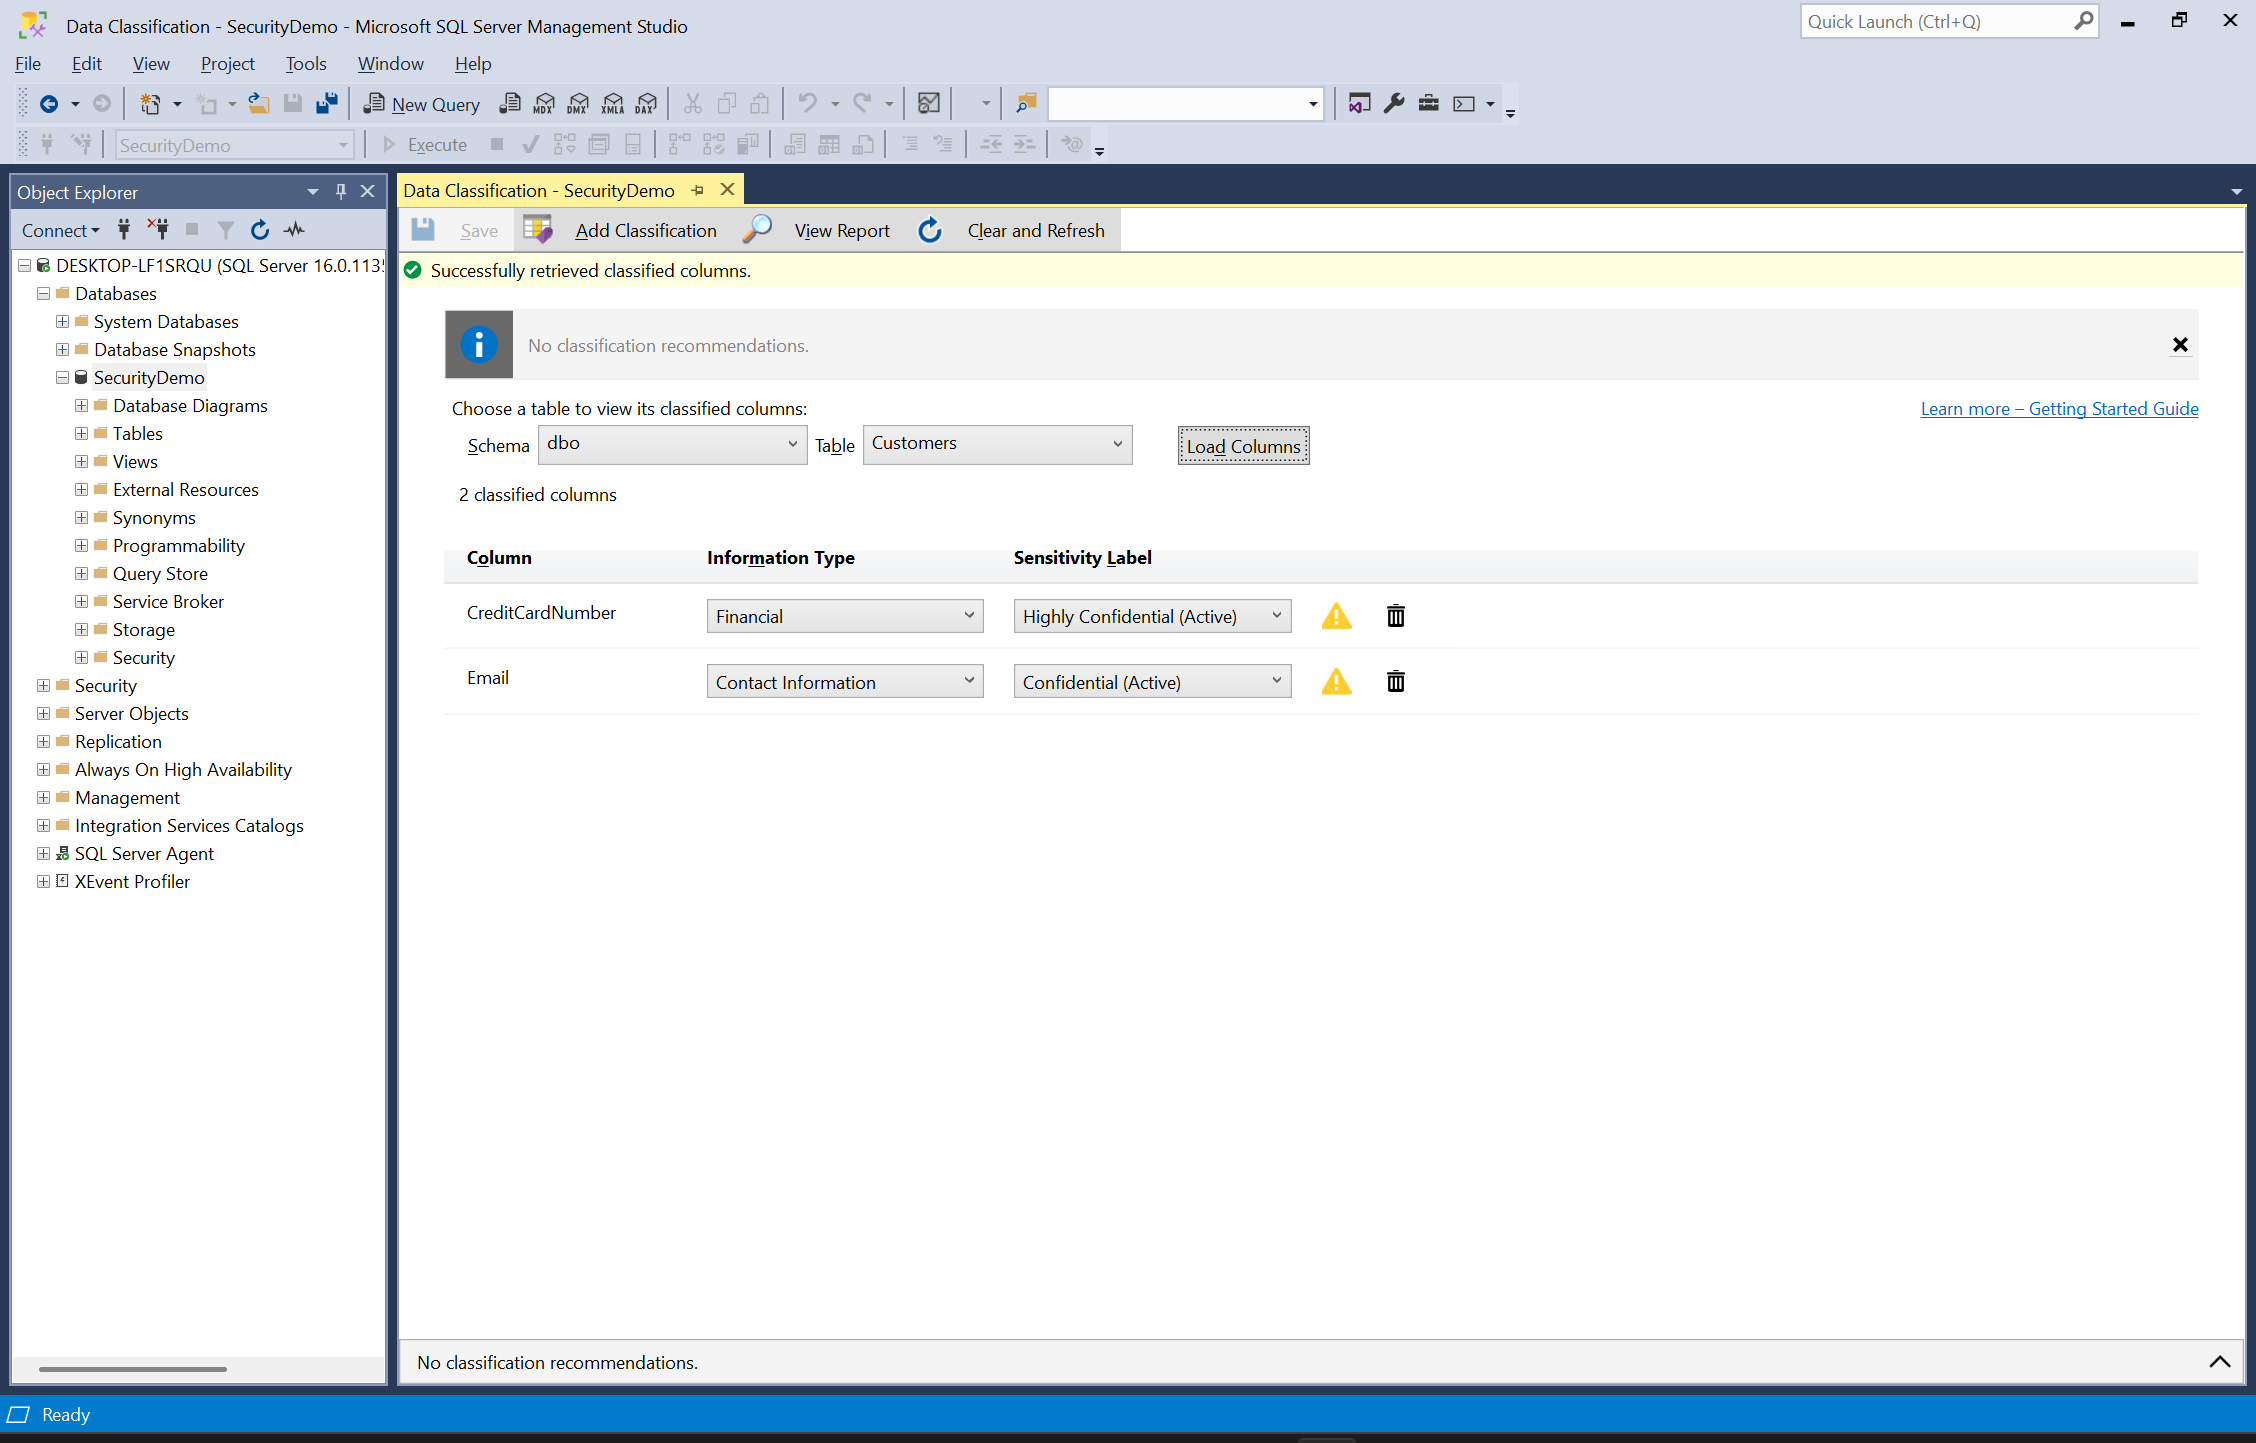 Data Classification - SecurityDemo - Microsoft SQL Server Management Studio
Quick Launch (Ctrl+Q)
File Edit View Project Tools Window Help
New Query MDX DMX XMLA DAX
SecurityDemo Execute
Object Explorer
Connect
DESKTOP-LF1SRQU (SQL Server 16.0.1135
Databases
System Databases
Database Snapshots
SecurityDemo
Database Diagrams
Tables
Views
External Resources
Synonyms
Programmability
Query Store
Service Broker
Storage
Security
Security
Server Objects
Replication
Always On High Availability
Management
Integration Services Catalogs
SQL Server Agent
XEvent Profiler
Data Classification - SecurityDemo
Save Add Classification View Report Clear and Refresh
Successfully retrieved classified columns.
No classification recommendations.
Choose a table to view its classified columns:
Learn more – Getting Started Guide
Schema dbo Table Customers Load Columns
2 classified columns
Column Information Type Sensitivity Label
CreditCardNumber Financial Highly Confidential (Active)
Email Contact Information Confidential (Active)
No classification recommendations.
Ready